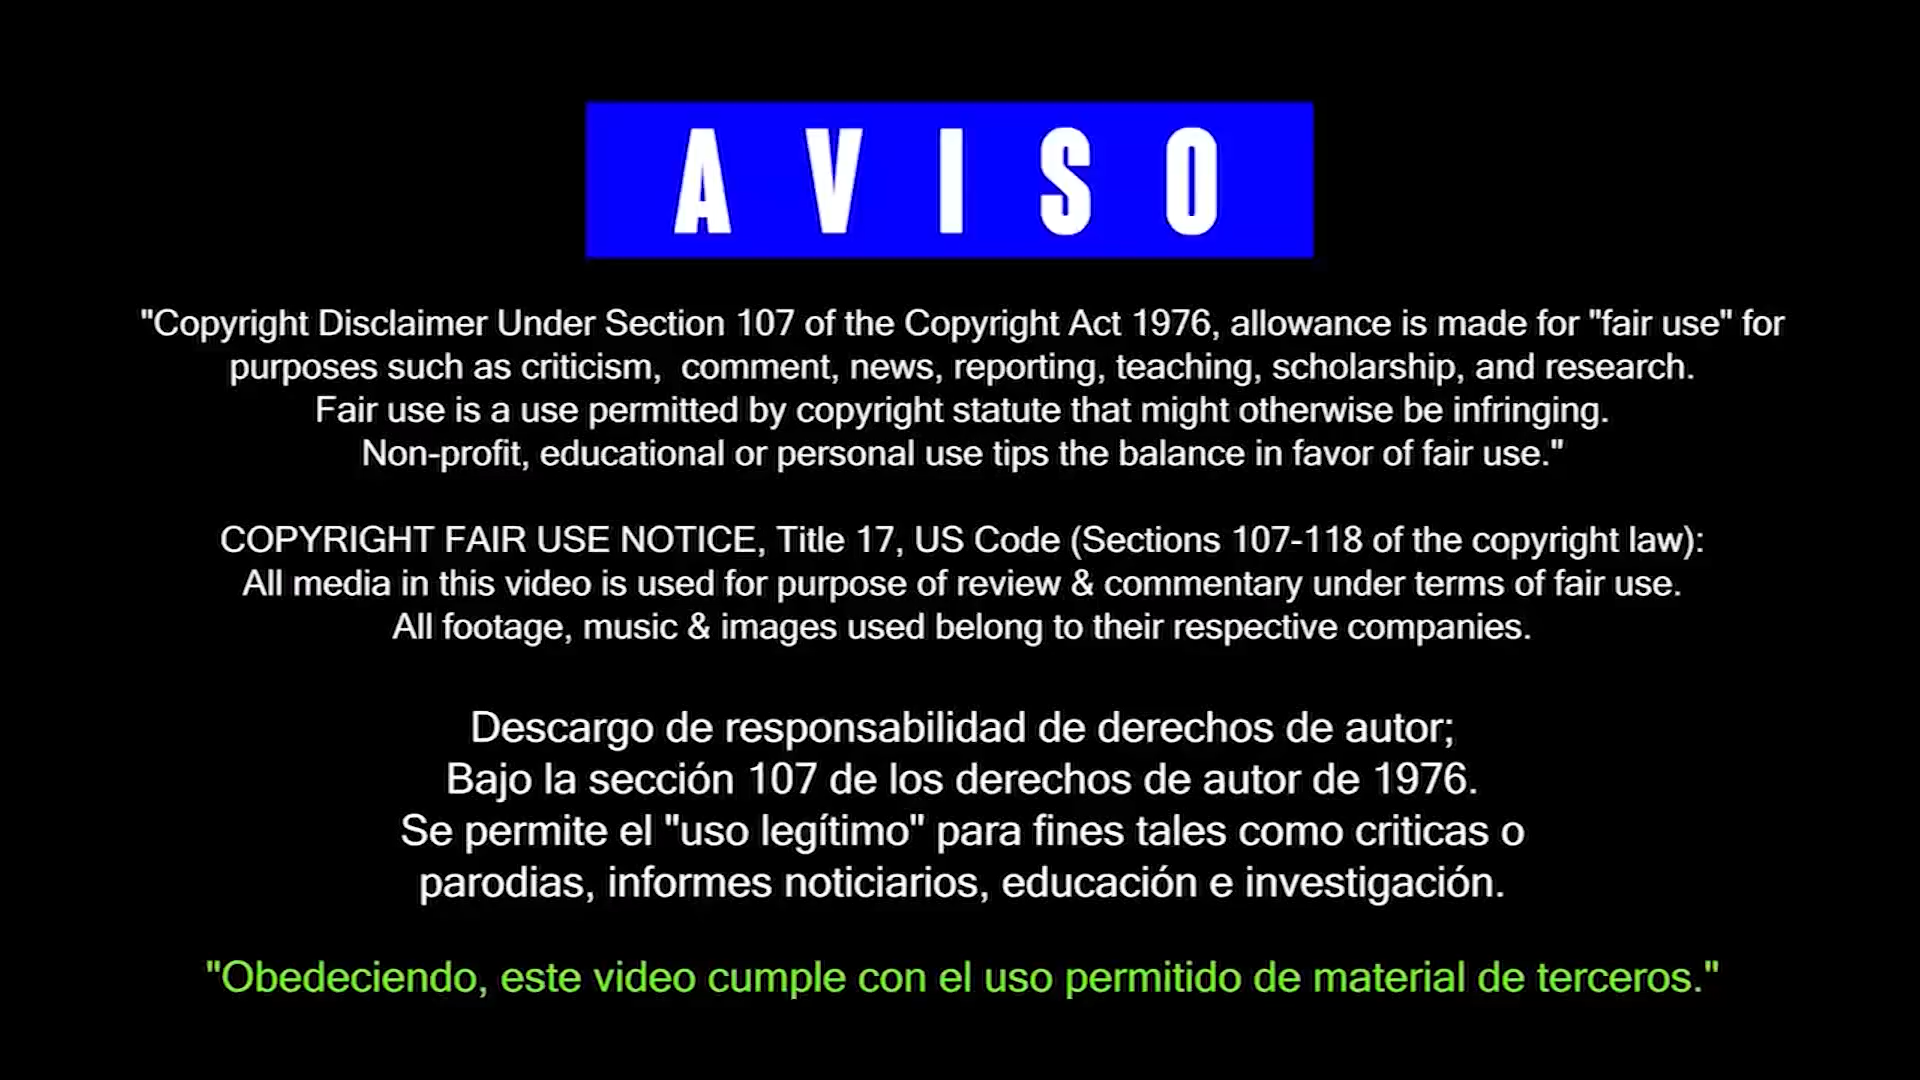 AVISO
"Copyright Disclaimer Under Section 107 of the Copyright Act 1976, allowance is made for "fair use" for
purposes such as criticism,  comment, news, reporting, teaching, scholarship, and research.
Fair use is a use permitted by copyright statute that might otherwise be infringing.
Non-profit, educational or personal use tips the balance in favor of fair use."
COPYRIGHT FAIR USE NOTICE, Title 17, US Code (Sections 107-118 of the copyright law):
All media in this video is used for purpose of review & commentary under terms of fair use.
All footage, music & images used belong to their respective companies.
Descargo de responsabilidad de derechos de autor;
Bajo la sección 107 de los derechos de autor de 1976.
Se permite el "uso legítimo" para fines tales como criticas o
parodias, informes noticiarios, educación e investigación.
"Obedeciendo, este video cumple con el uso permitido de material de terceros."